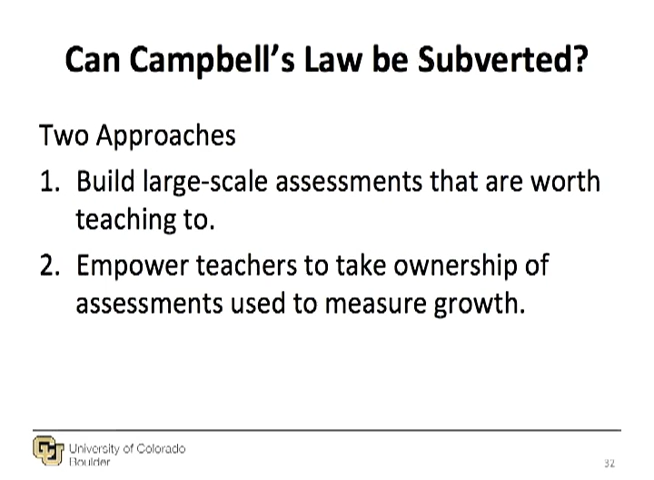 Can Campbell's Law be Subverted?
Two Approaches
1. Build large-scale assessments that are worth
teaching to.
2. Empower teachers to take ownership of
assessments used to measure growth.
University of Colorado
Boulder
32